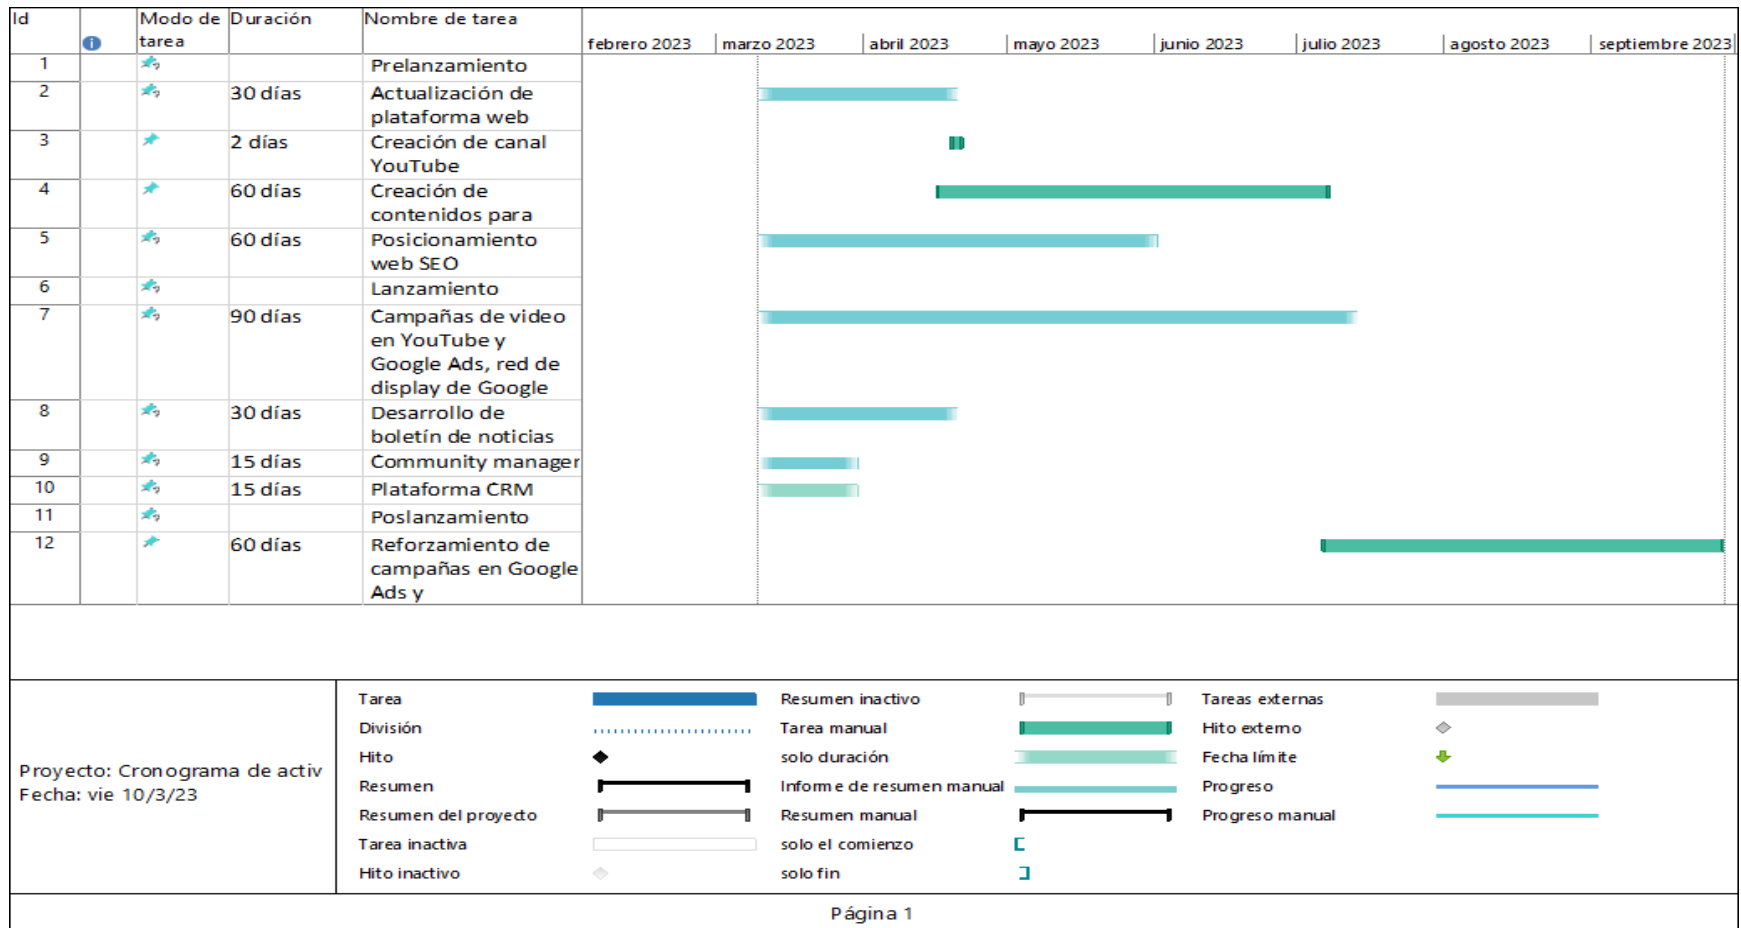 Id Modo de tarea Duración Nombre de tarea
febrero 2023 marzo 2023 abril 2023 mayo 2023 junio 2023 julio 2023 agosto 2023 septiembre 2023
1 Prelanzamiento
2 30 días Actualización de
plataforma web
3 2 días Creación de canal
YouTube
4 60 días Creación de
contenidos para
5 60 días Posicionamiento
web SEO
6 Lanzamiento
7 90 días Campañas de video
en YouTube y
Google Ads, red de
display de Google
8 30 días Desarrollo de
boletín de noticias
9 15 días Community manager
10 15 días Plataforma CRM
11 Poslanzamiento
12 60 días Reforzamiento de
campañas en Google
Ads y
Proyecto: Cronograma de activ
Fecha: vie 10/3/23
Tarea
División
Hito
Resumen
Resumen del proyecto
Tarea inactiva
Hito inactivo
Resumen inactivo
Tarea manual
solo duración
Informe de resumen manual
Resumen manual
solo el comienzo
solo fin
Tareas externas
Hito externo
Fecha límite
Progreso
Progreso manual
Página 1